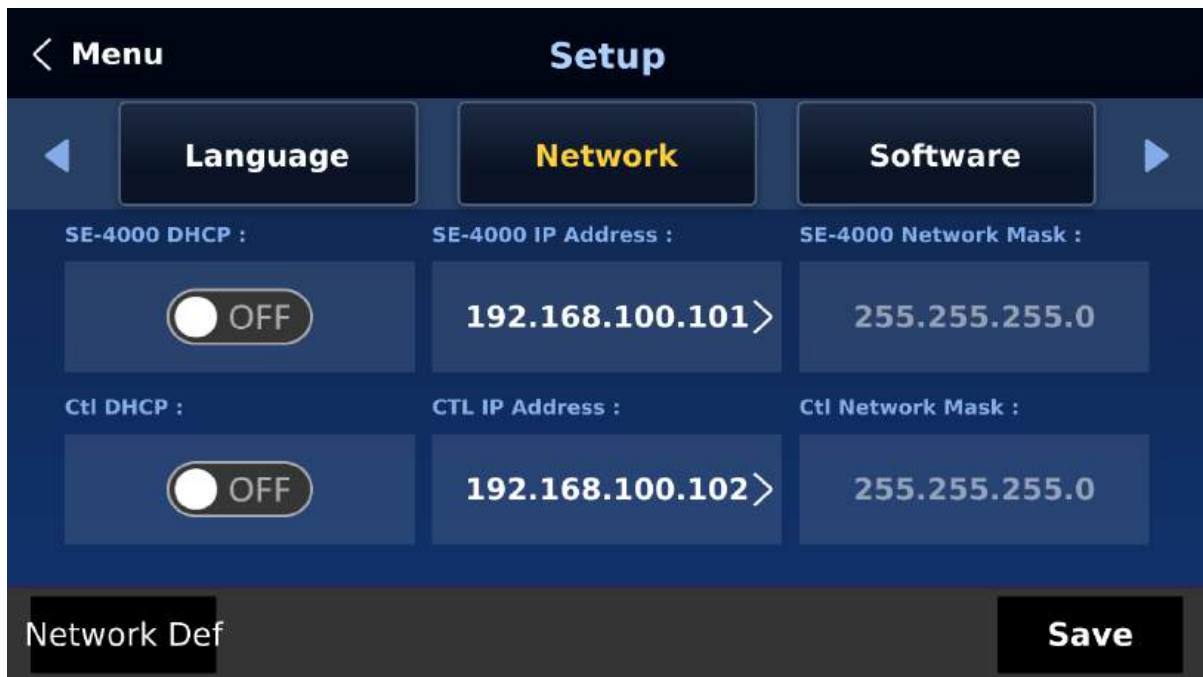 Menu
Setup
Language
Network
Software
SE-4000 DHCP :
SE-4000 IP Address :
SE-4000 Network Mask :
OFF
192.168.100.101
255.255.255.0
Ctl DHCP :
CTL IP Address :
Ctl Network Mask :
OFF
192.168.100.102
255.255.255.0
Network Def
Save